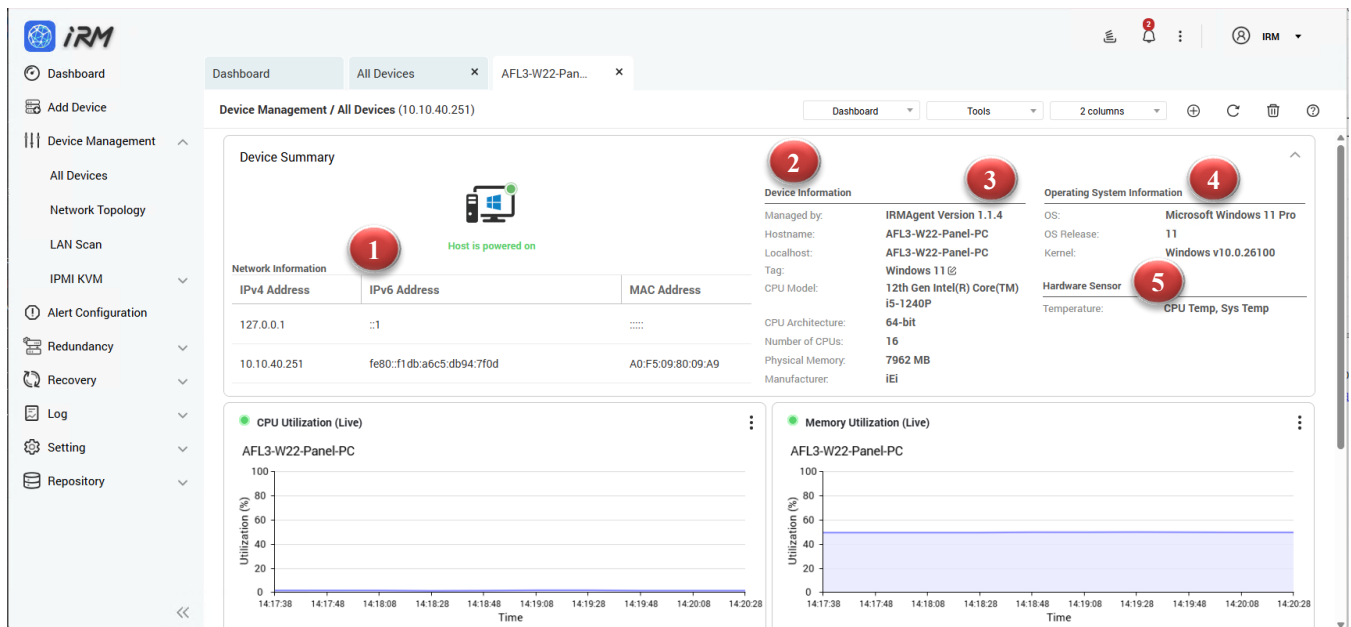 iRM
2
IRM
Dashboard
Add Device
Device Management
All Devices
Network Topology
LAN Scan
IPMI KVM
Alert Configuration
Redundancy
Recovery
Log
Setting
Repository
Dashboard All Devices × AFL3-W22-Pan... ×
Device Management / All Devices (10.10.40.251) Dashboard Tools 2 columns
Device Summary
Host is powered on
1
Network Information
IPv4 Address IPv6 Address MAC Address
127.0.0.1 ::1 :::::
10.10.40.251 fe80::f1db:a6c5:db94:7f0d A0:F5:09:80:09:A9
2
3
Device Information
Managed by: IRMAgent Version 1.1.4
Hostname: AFL3-W22-Panel-PC
Localhost: AFL3-W22-Panel-PC
Tag: Windows 11
CPU Model: 12th Gen Intel(R) Core(TM)
i5-1240P
CPU Architecture: 64-bit
Number of CPUs: 16
Physical Memory: 7962 MB
Manufacturer: iEi
4
Operating System Information
OS: Microsoft Windows 11 Pro
OS Release: 11
Kernel: Windows v10.0.26100
5
Hardware Sensor
Temperature: CPU Temp, Sys Temp
CPU Utilization (Live)
AFL3-W22-Panel-PC
Utilization (%)
100
80
60
40
20
0
14:17:38 14:17:48 14:18:08 14:18:28 14:18:48 14:19:08 14:19:28 14:19:48 14:20:08 14:20:28
Time
Memory Utilization (Live)
AFL3-W22-Panel-PC
Utilization (%)
100
80
60
40
20
0
14:17:38 14:17:48 14:18:08 14:18:28 14:18:48 14:19:08 14:19:28 14:19:48 14:20:08 14:20:28
Time